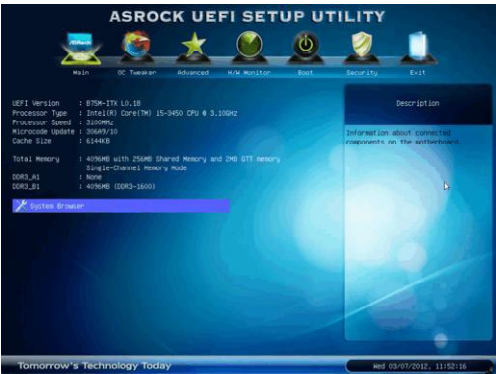 ASROCK UEFI SETUP UTILITY
ASRock
Main OC Tweaker Advanced H/W Monitor Boot Security Exit
UEFI Version : B75M-ITX L0.18
Processor Type : Intel(R) Core(TM) i5-3450 CPU @ 3.10GHz
Processor Speed : 3100MHz
Microcode Update : 306A9/10
Cache Size : 6144KB
Total Memory : 4096MB with 256MB Shared Memory and 2MB GTT memory
Single-Channel Memory Mode
DDR3_A1 : None
DDR3_B1 : 4096MB (DDR3-1600)
System Browser
Description
Information about connected
components on the motherboard.
Tomorrow's Technology Today
Wed 03/07/2012, 11:52:16